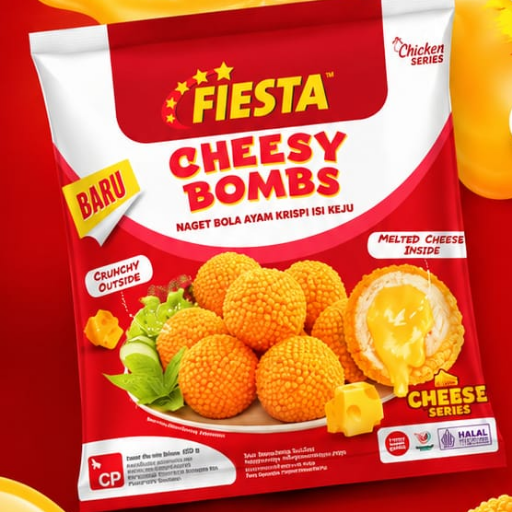 Chicken
SERIES
FIESTA™
CHEESY
BOMBS
NAGET BOLA AYAM KRISPI ISI KEJU
BARU
MELTED CHEESE
INSIDE
CRUNCHY
OUTSIDE
CHEESE
SERIES
HALAL
CP